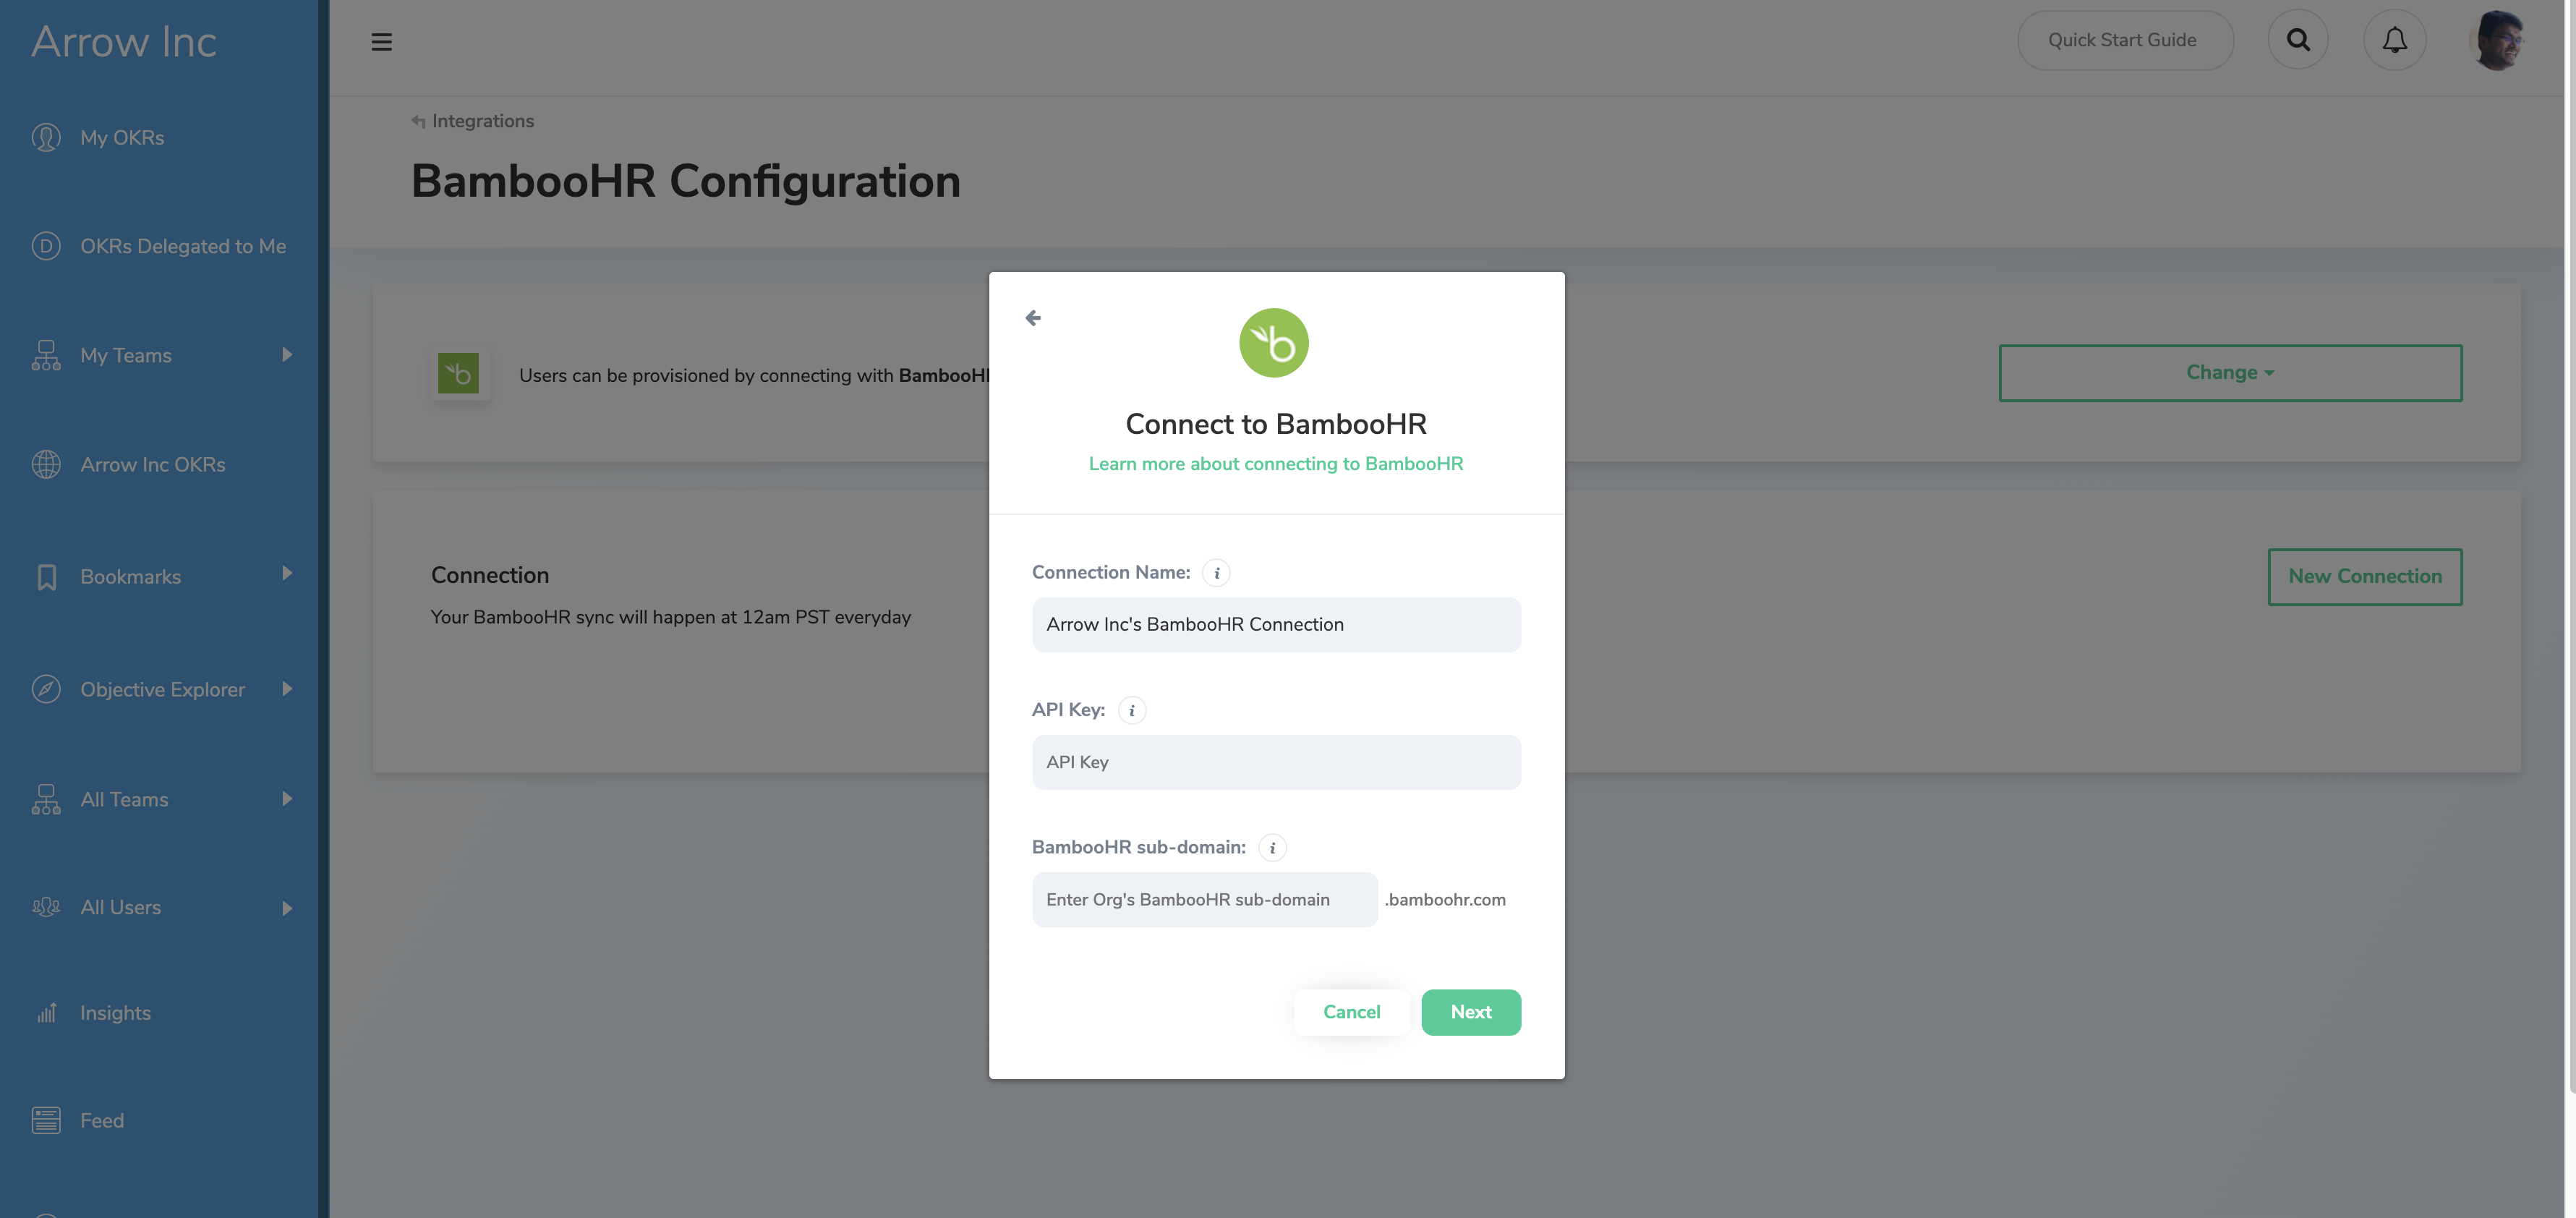 Arrow Inc
Quick Start Guide
Integrations
BambooHR Configuration
My OKRs
D OKRs Delegated to Me
My Teams
Arrow Inc OKRs
Bookmarks
Objective Explorer
All Teams
All Users
Insights
Feed
Users can be provisioned by connecting with
Change
Connection
Your BambooHR sync will happen at 12am PST everyday
New Connection
b
Connect to BambooHR
Learn more about connecting to BambooHR
Connection Name: i
Arrow Inc's BambooHR Connection
API Key: i
API Key
BambooHR sub-domain: i
Enter Org's BambooHR sub-domain .bamboohr.com
Cancel
Next